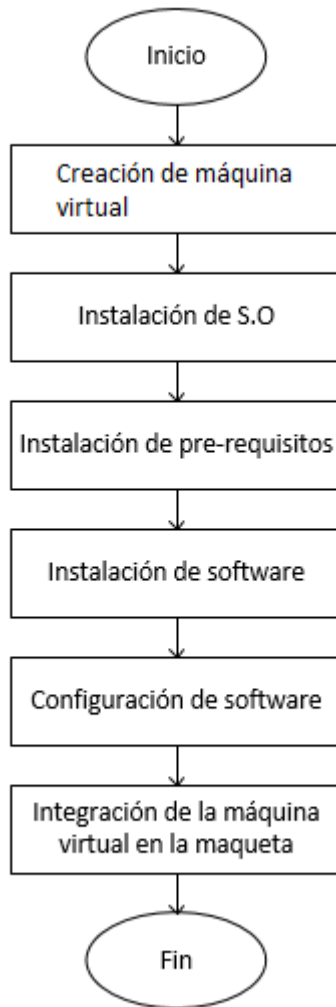 Inicio
Creación de máquina
virtual
Instalación de S.O
Instalación de pre-requisitos
Instalación de software
Configuración de software
Integración de la máquina
virtual en la maqueta
Fin